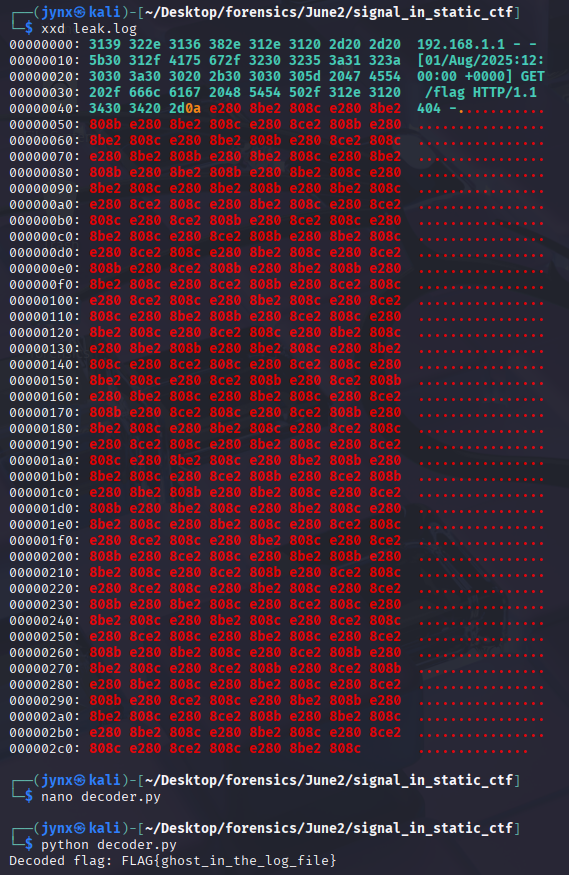 ┌──(jynx㉿kali)-[~/Desktop/forensics/June2/signal_in_static_ctf]
└─$ xxd leak.log
00000000: 3139 322e 3136 382e 312e 3120 2d20 2d20  192.168.1.1 - -
00000010: 5b30 312f 4175 672f 3230 3235 3a31 323a  [01/Aug/2025:12:
00000020: 3030 3a30 3020 2b30 3030 305d 2047 4554  00:00 +0000] GET
00000030: 202f 666c 6167 2048 5454 502f 312e 3120   /flag HTTP/1.1
00000040: 3430 3420 2d0a e280 8be2 808c e280 8be2  404 -...........
00000050: 808b e280 8be2 808c e280 8ce2 808b e280  ................
00000060: 8be2 808c e280 8be2 808b e280 8ce2 808c  ................
00000070: e280 8be2 808b e280 8be2 808c e280 8be2  ................
00000080: 808b e280 8be2 808b e280 8be2 808c e280  ................
00000090: 8be2 808c e280 8be2 808b e280 8be2 808c  ................
000000a0: e280 8ce2 808c e280 8be2 808c e280 8ce2  ................
000000b0: 808c e280 8ce2 808b e280 8ce2 808c e280  ................
000000c0: 8be2 808c e280 8ce2 808b e280 8be2 808c  ................
000000d0: e280 8ce2 808c e280 8be2 808c e280 8ce2  ................
000000e0: 808b e280 8ce2 808b e280 8be2 808b e280  ................
000000f0: 8be2 808c e280 8ce2 808b e280 8ce2 808c  ................
00000100: e280 8ce2 808c e280 8be2 808c e280 8ce2  ................
00000110: 808c e280 8be2 808b e280 8ce2 808c e280  ................
00000120: 8be2 808c e280 8ce2 808c e280 8be2 808c  ................
00000130: e280 8be2 808b e280 8be2 808c e280 8be2  ................
00000140: 808c e280 8ce2 808c e280 8ce2 808c e280  ................
00000150: 8be2 808c e280 8ce2 808b e280 8ce2 808b  ................
00000160: e280 8be2 808c e280 8be2 808c e280 8ce2  ................
00000170: 808b e280 8ce2 808c e280 8ce2 808b e280  ................
00000180: 8be2 808c e280 8be2 808c e280 8ce2 808c  ................
00000190: e280 8ce2 808c e280 8be2 808c e280 8ce2  ................
000001a0: 808c e280 8be2 808c e280 8be2 808b e280  ................
000001b0: 8be2 808c e280 8ce2 808b e280 8ce2 808b  ................
000001c0: e280 8be2 808b e280 8be2 808c e280 8ce2  ................
000001d0: 808b e280 8be2 808c e280 8be2 808c e280  ................
000001e0: 8be2 808c e280 8be2 808c e280 8ce2 808c  ................
000001f0: e280 8ce2 808c e280 8be2 808c e280 8ce2  ................
00000200: 808b e280 8ce2 808c e280 8be2 808b e280  ................
00000210: 8be2 808c e280 8ce2 808b e280 8ce2 808c  ................
00000220: e280 8ce2 808c e280 8be2 808c e280 8ce2  ................
00000230: 808b e280 8be2 808c e280 8ce2 808c e280  ................
00000240: 8be2 808c e280 8be2 808c e280 8ce2 808c  ................
00000250: e280 8ce2 808c e280 8be2 808c e280 8ce2  ................
00000260: 808b e280 8be2 808c e280 8ce2 808b e280  ................
00000270: 8be2 808c e280 8ce2 808b e280 8ce2 808b  ................
00000280: e280 8be2 808c e280 8be2 808c e280 8ce2  ................
00000290: 808b e280 8ce2 808c e280 8be2 808b e280  ................
000002a0: 8be2 808c e280 8ce2 808b e280 8be2 808c  ................
000002b0: e280 8be2 808c e280 8be2 808c e280 8ce2  ................
000002c0: 808c e280 8ce2 808c e280 8be2 808c       ..............
┌──(jynx㉿kali)-[~/Desktop/forensics/June2/signal_in_static_ctf]
└─$ nano decoder.py
┌──(jynx㉿kali)-[~/Desktop/forensics/June2/signal_in_static_ctf]
└─$ python decoder.py
Decoded flag: FLAG{ghost_in_the_log_file}